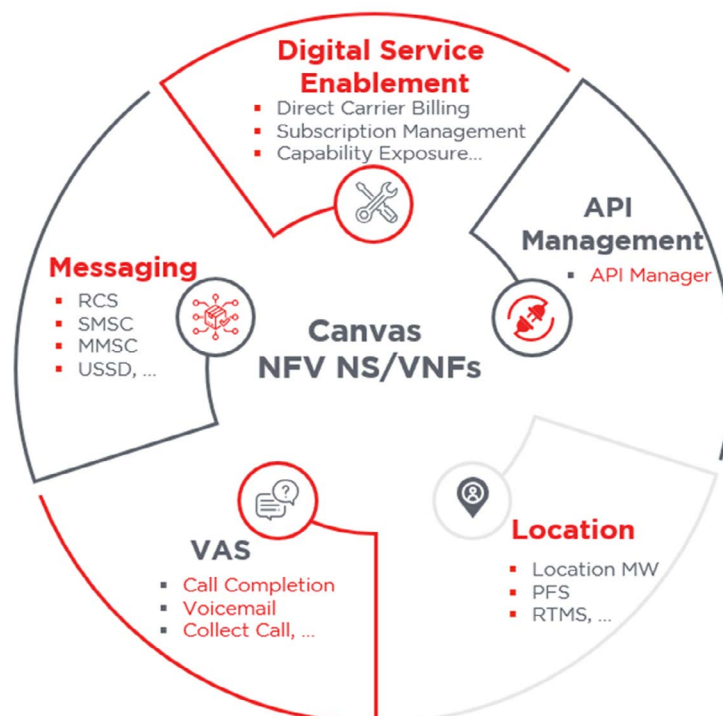 Digital Service
Enablement
Direct Carrier Billing
Subscription Management
Capability Exposure...
API
Management
API Manager
Messaging
RCS
SMSC
MMSC
USSD, ...
Canvas
NFV NS/VNFs
VAS
Call Completion
Voicemail
Collect Call, ...
Location
Location MW
PFS
RTMS, ...